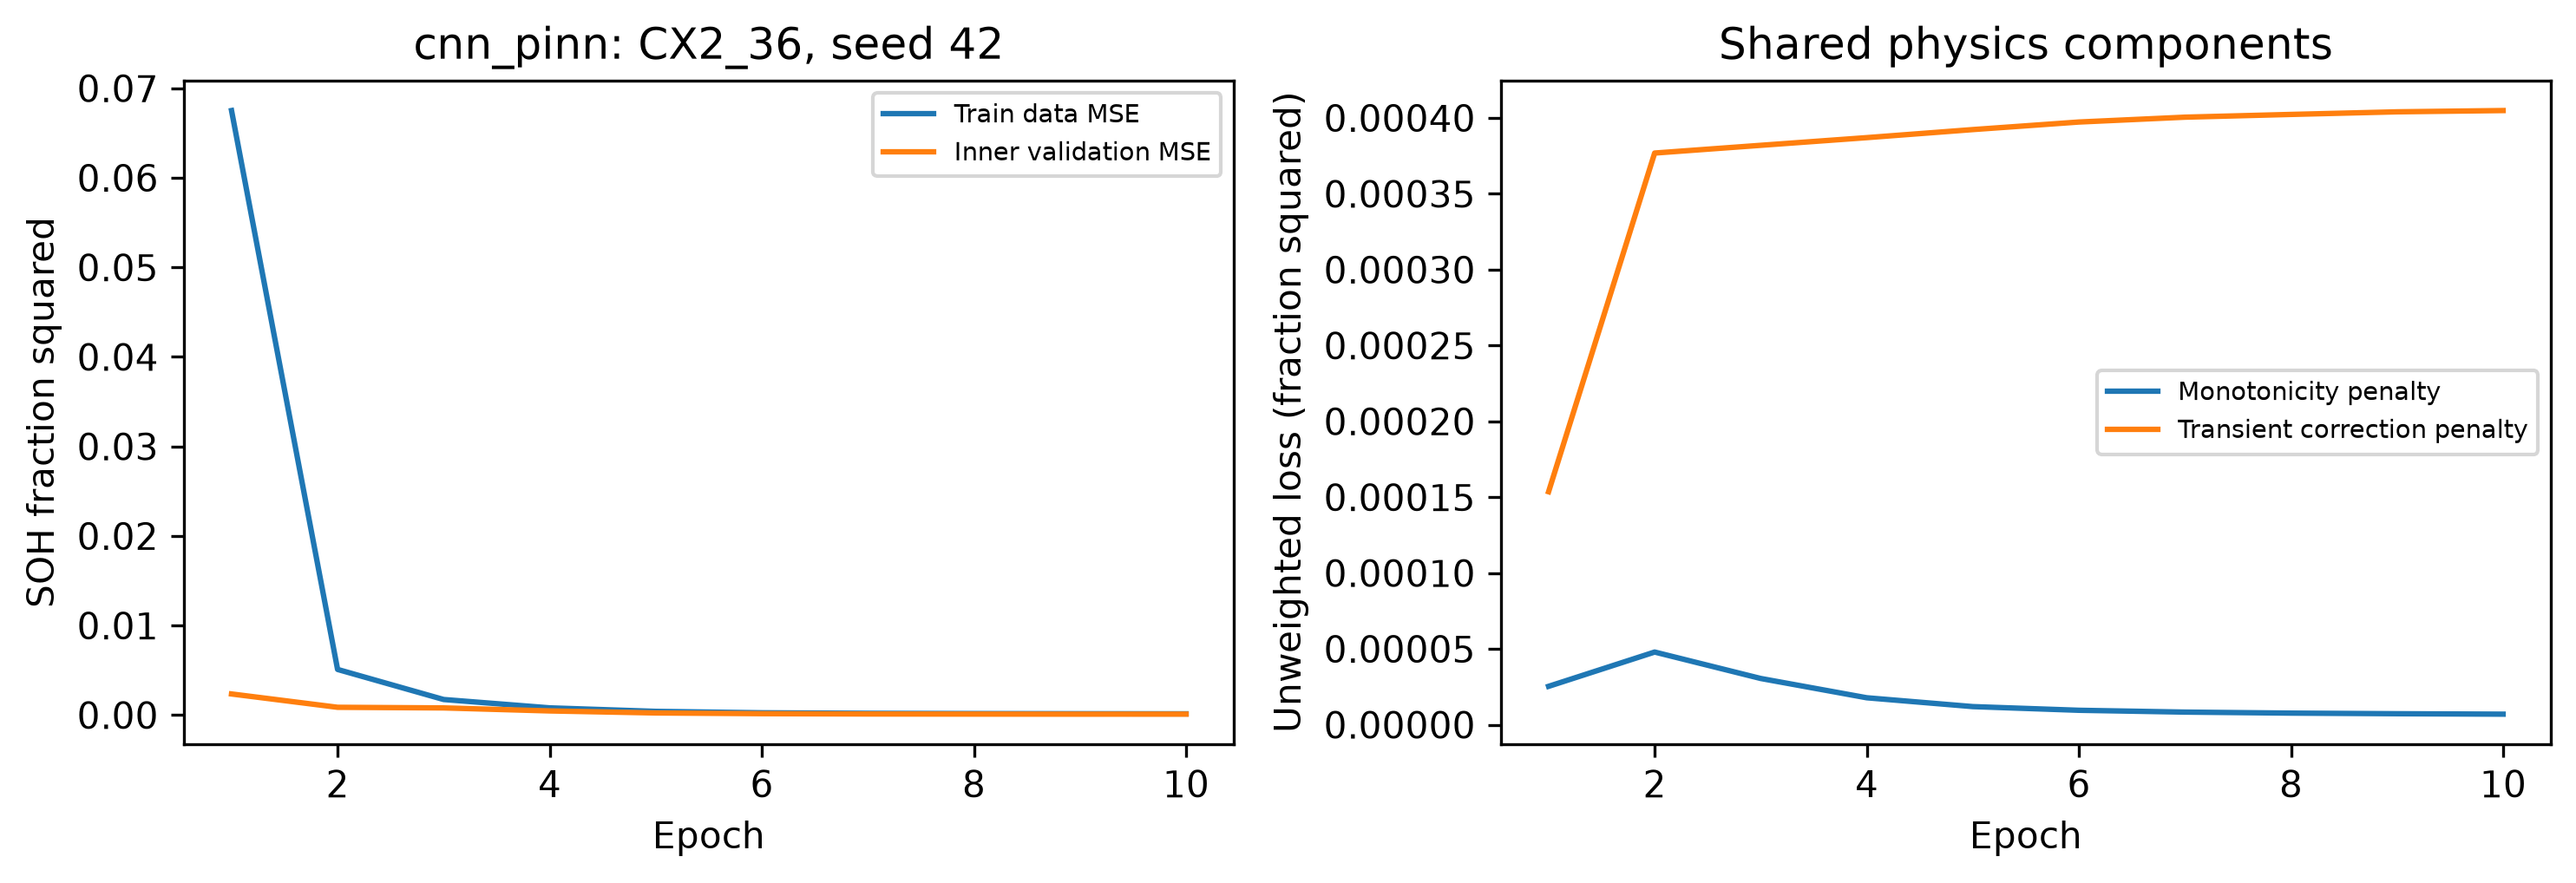 cnn_pinn: CX2_36, seed 42
SOH fraction squared
0.07
0.06
0.05
0.04
0.03
0.02
0.01
0.00
Train data MSE
Inner validation MSE
2 4 6 8 10
Epoch
Shared physics components
Unweighted loss (fraction squared)
0.00040
0.00035
0.00030
0.00025
0.00020
0.00015
0.00010
0.00005
0.00000
Monotonicity penalty
Transient correction penalty
2 4 6 8 10
Epoch